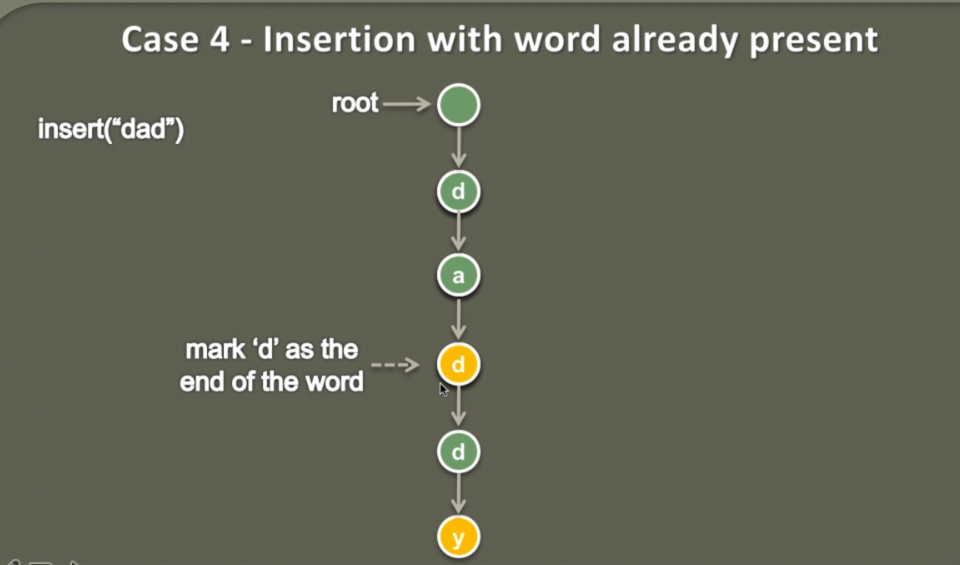 Case 4 - Insertion with word already present
root
insert(“dad”)
d
a
mark ‘d’ as the
end of the word
d
d
y